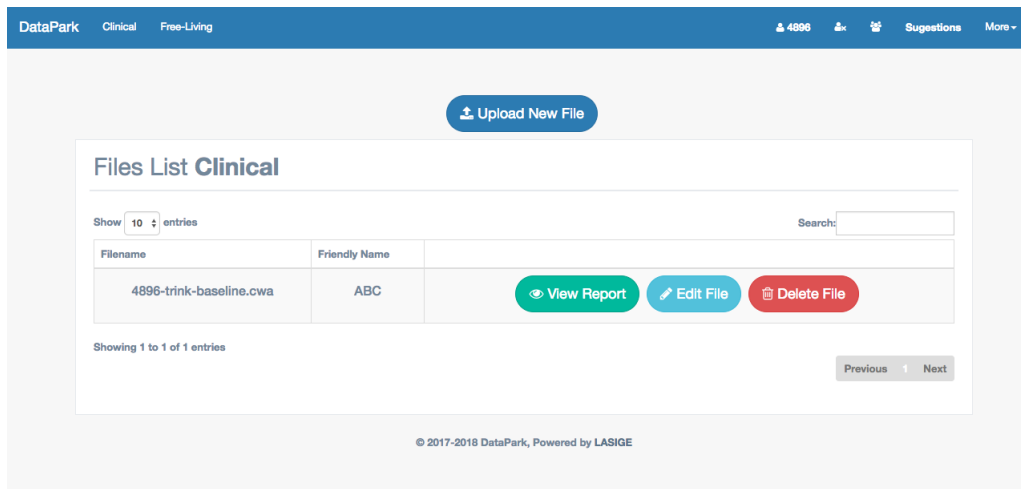 DataPark Clinical Free-Living 4896 Sugestions More
Upload New File
Files List Clinical
Show 10 entries Search:
Filename Friendly Name
4896-trink-baseline.cwa ABC View Report Edit File Delete File
Showing 1 to 1 of 1 entries
Previous 1 Next
© 2017-2018 DataPark, Powered by LASIGE